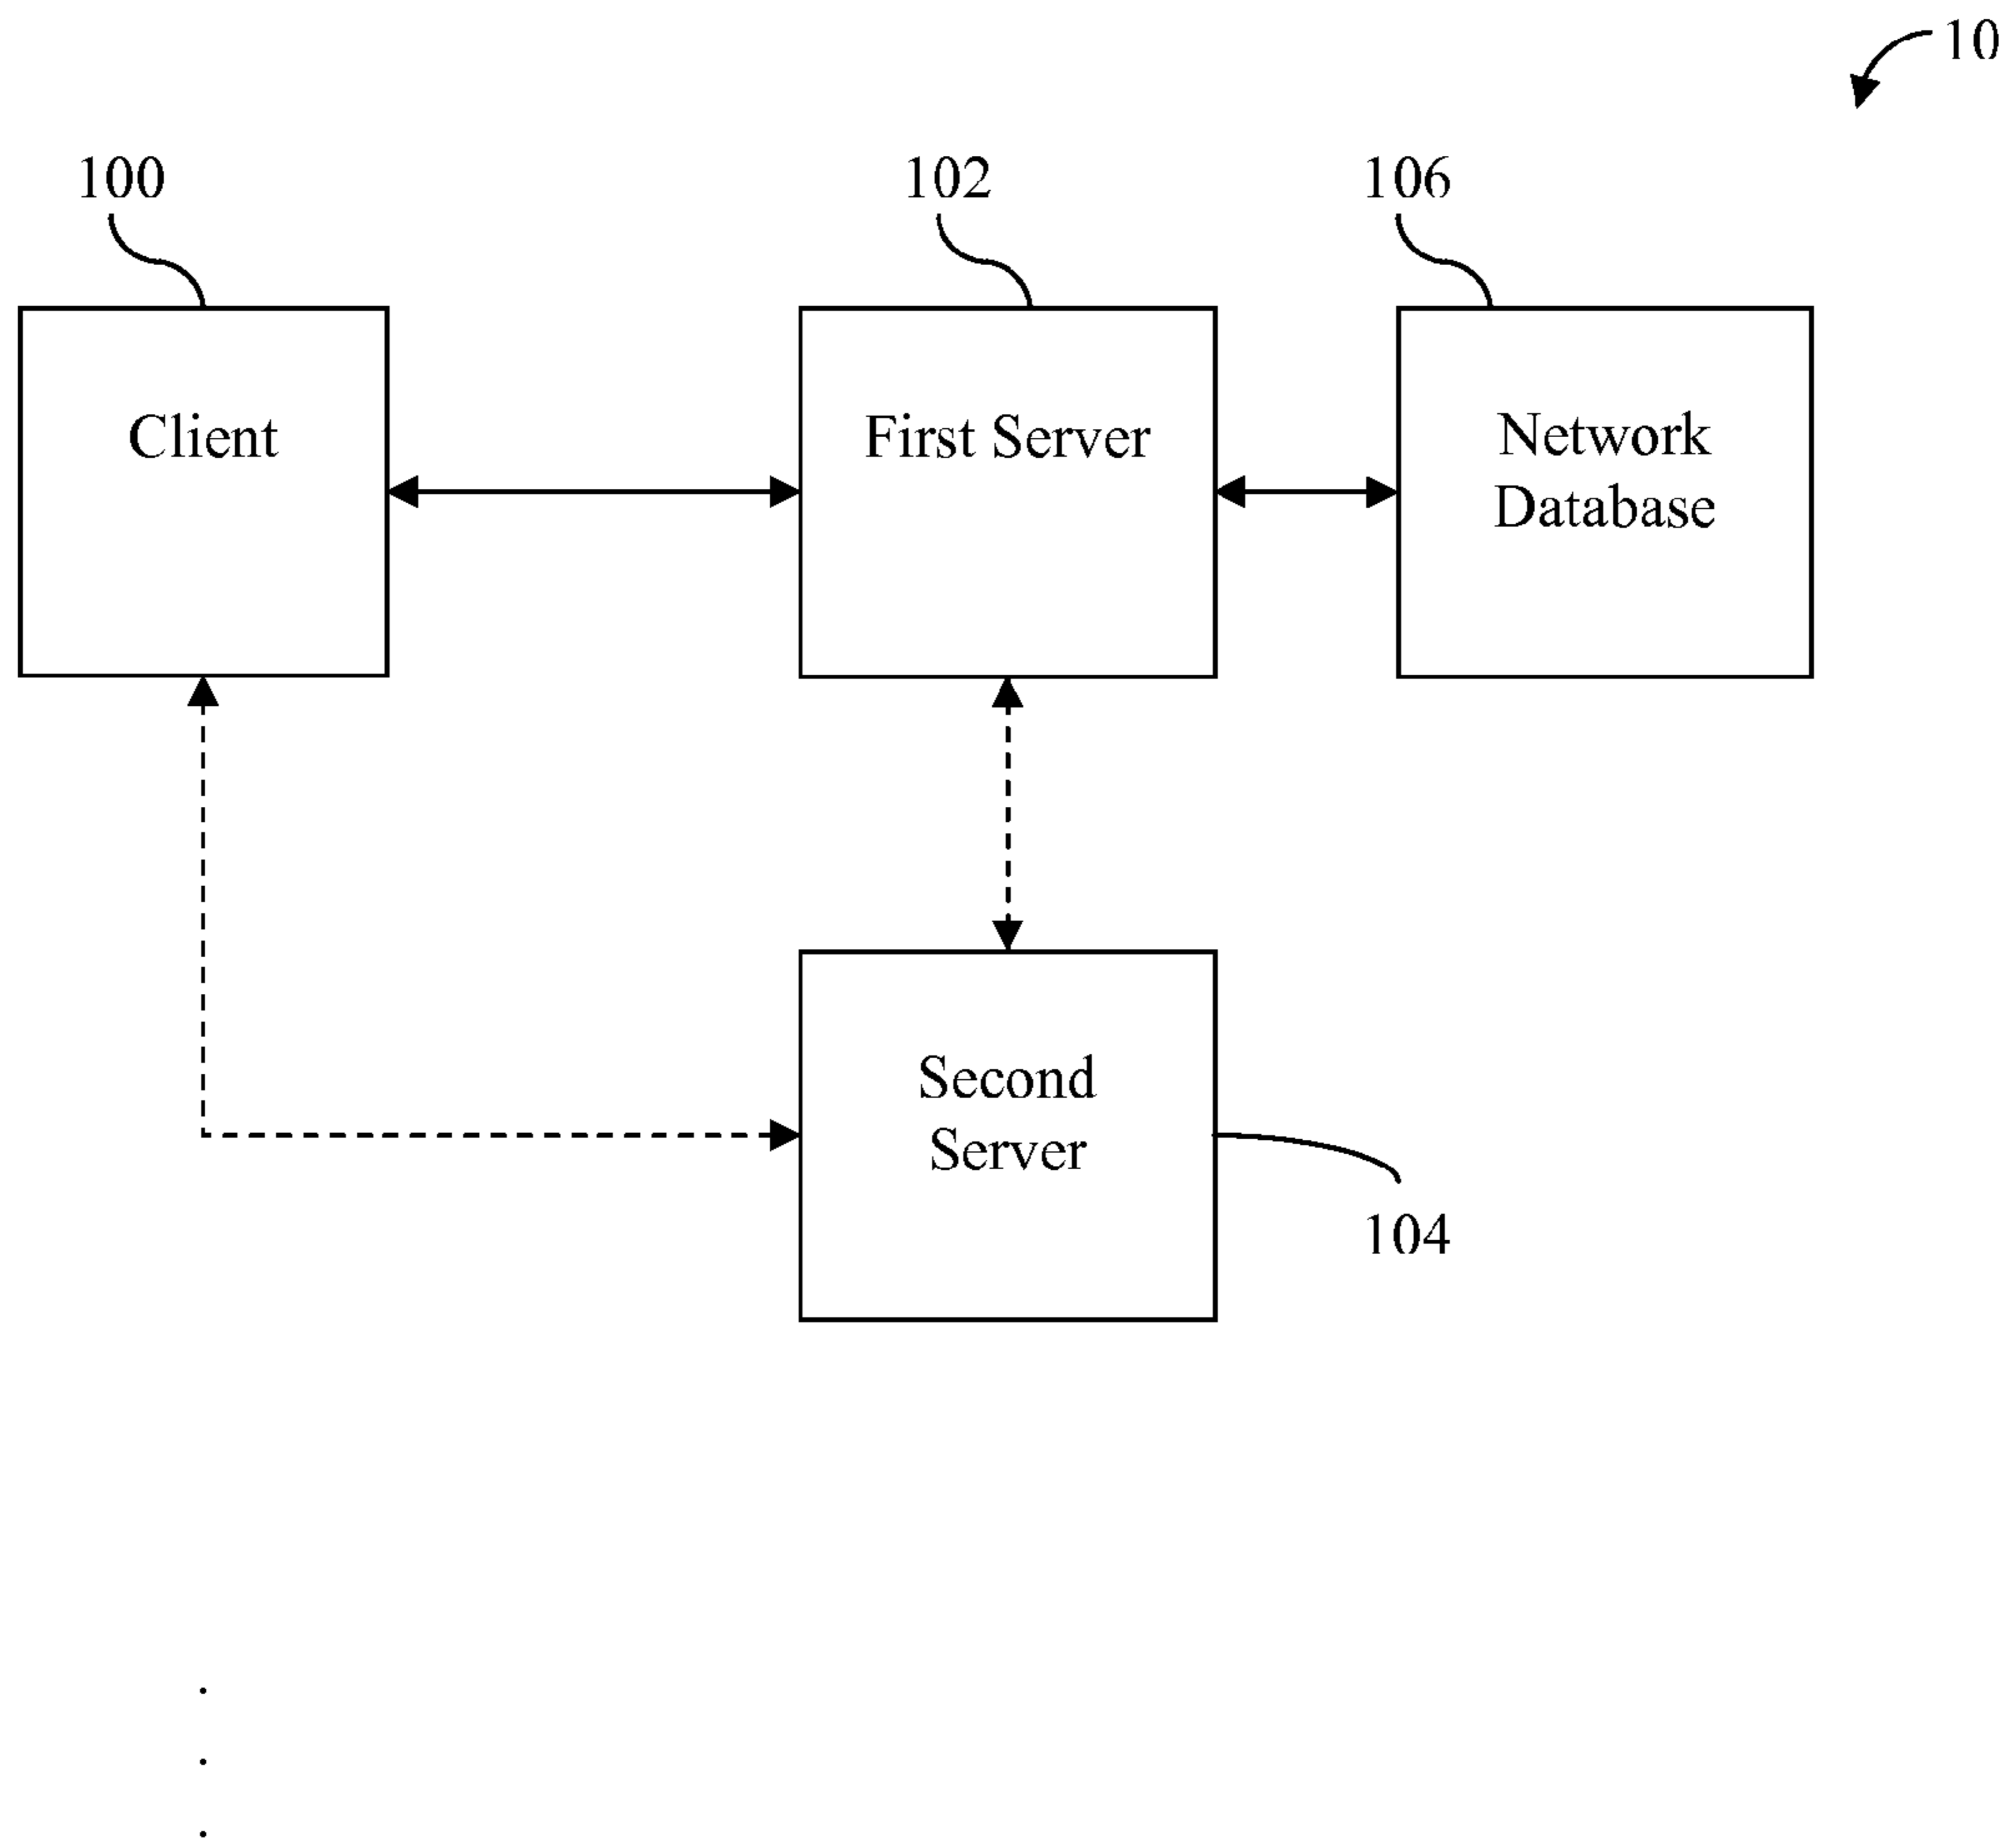 10
100
102
106
Client
First Server
Network
Database
Second
Server
104